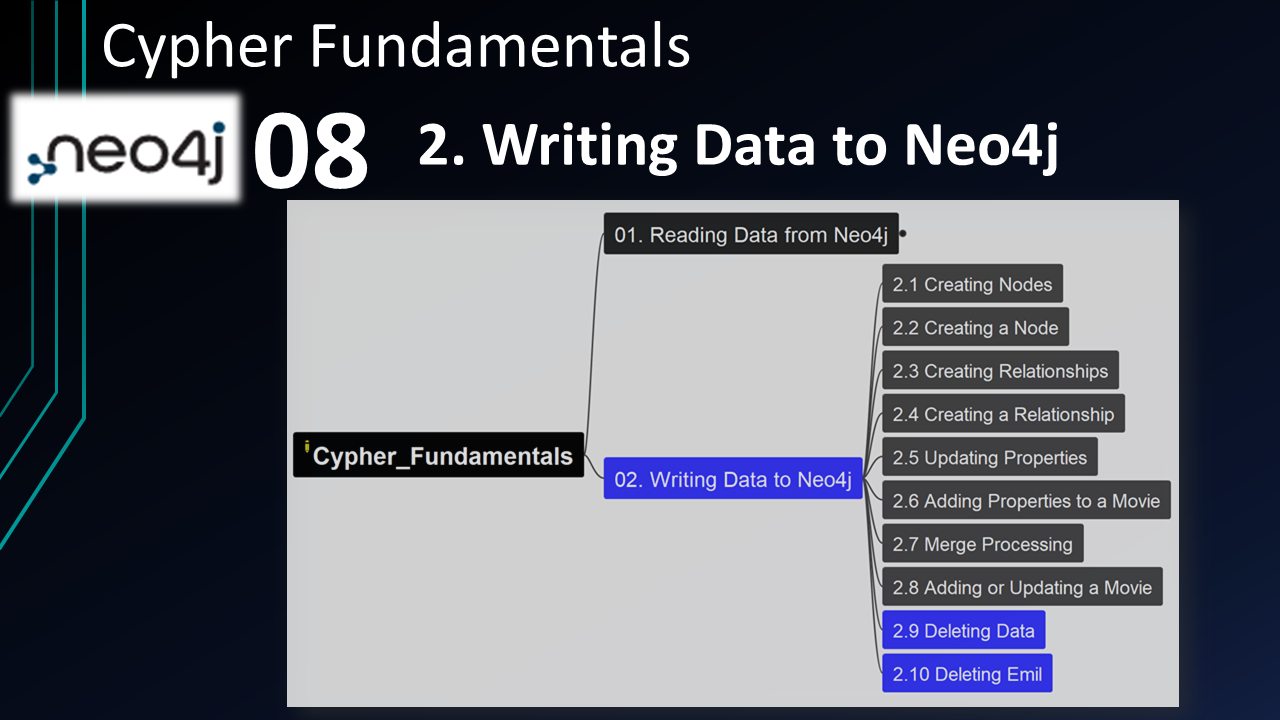 Cypher Fundamentals
neo4j
08
2. Writing Data to Neo4j
01. Reading Data from Neo4j
2.1 Creating Nodes
2.2 Creating a Node
2.3 Creating Relationships
2.4 Creating a Relationship
Cypher_Fundamentals
2.5 Updating Properties
02. Writing Data to Neo4j
2.6 Adding Properties to a Movie
2.7 Merge Processing
2.8 Adding or Updating a Movie
2.9 Deleting Data
2.10 Deleting Emil